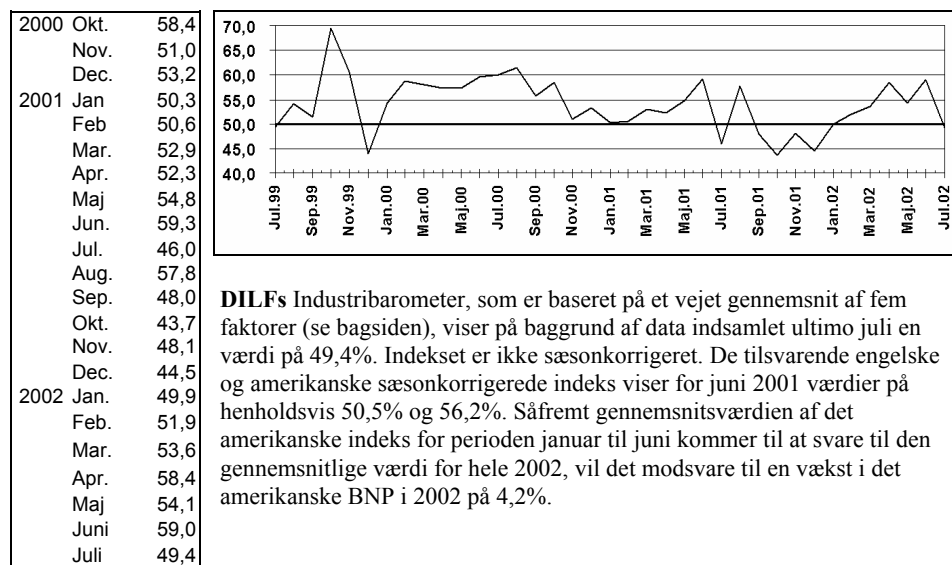 2000 Okt. 58,4
Nov. 51,0
Dec. 53,2
2001 Jan 50,3
Feb 50,6
Mar. 52,9
Apr. 52,3
Maj 54,8
Jun. 59,3
Jul. 46,0
Aug. 57,8
Sep. 48,0
Okt. 43,7
Nov. 48,1
Dec. 44,5
2002 Jan. 49,9
Feb. 51,9
Mar. 53,6
Apr. 58,4
Maj 54,1
Juni 59,0
Juli 49,4
70,0
65,0
60,0
55,0
50,0
45,0
40,0
Jul.99 Sep.99 Nov.99 Jan.00 Mar.00 Maj.00 Jul.00 Sep.00 Nov.00 Jan.01 Mar.01 Maj.01 Jul.01 Sep.01 Nov.01 Jan.02 Mar.02 Maj.02 Jul.02
DILFs Industribarometer, som er baseret på et vejet gennemsnit af fem
faktorer (se bagsiden), viser på baggrund af data indsamlet ultimo juli en
værdi på 49,4%. Indekset er ikke sæsonkorrigeret. De tilsvarende engelske
og amerikanske sæsonkorrigerede indeks viser for juni 2001 værdier på
henholdsvis 50,5% og 56,2%. Såfremt gennemsnitsværdien af det
amerikanske indeks for perioden januar til juni kommer til at svare til den
gennemsnitlige værdi for hele 2002, vil det modsvare til en vækst i det
amerikanske BNP i 2002 på 4,2%.